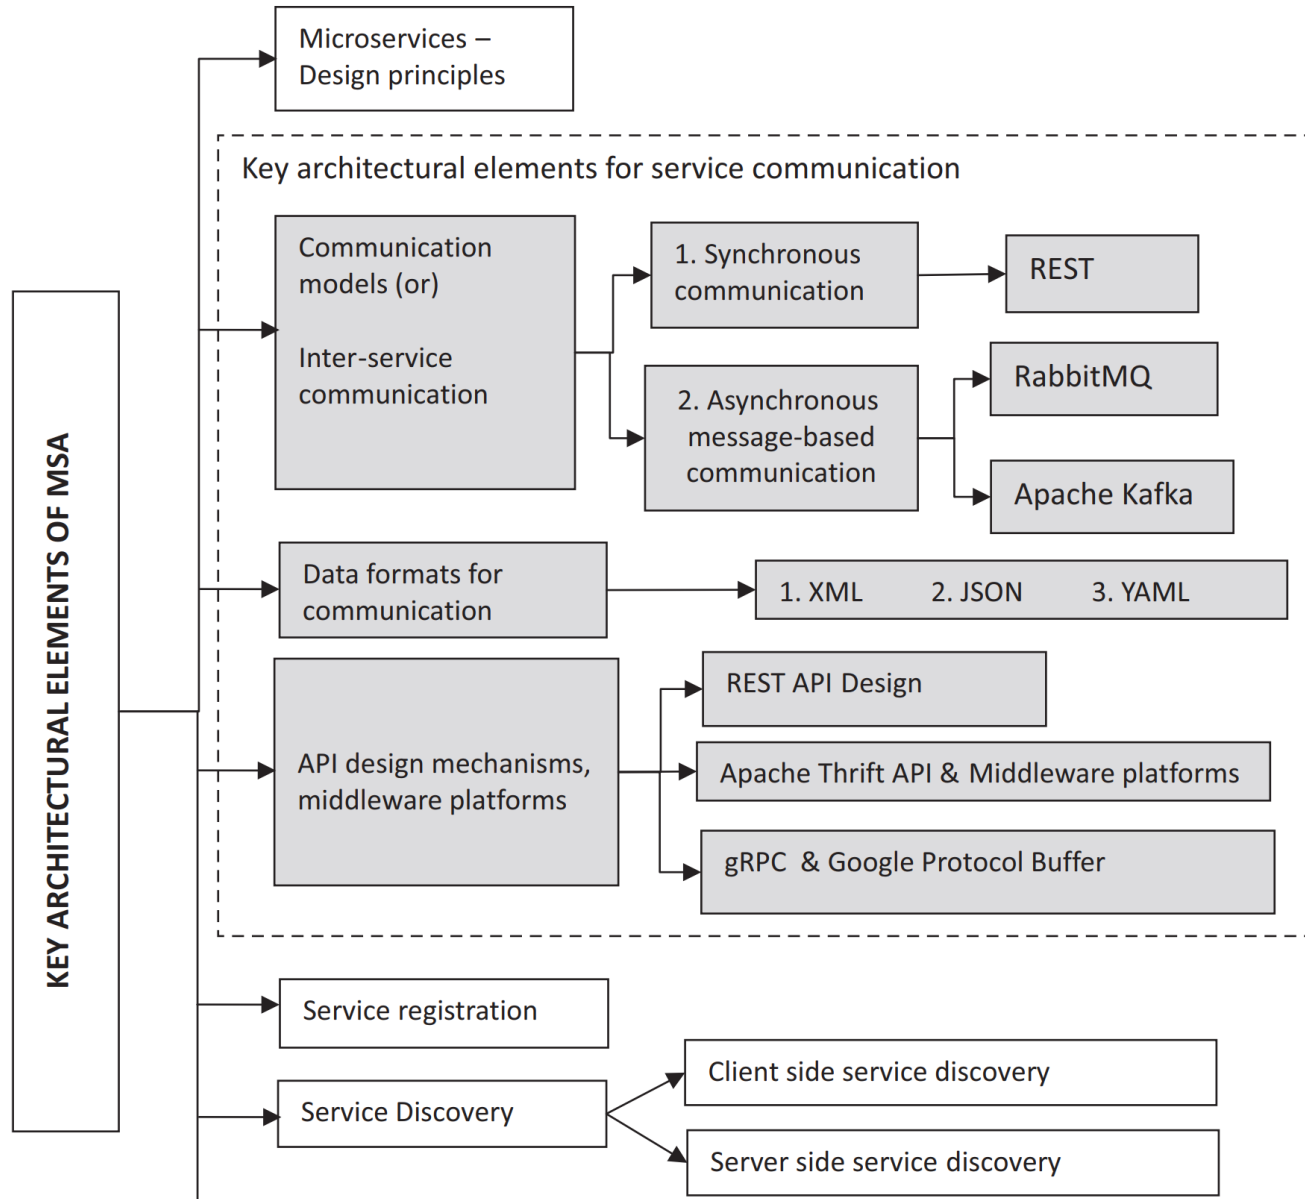 Microservices –
Design principles
Key architectural elements for service communication
Communication
models (or)
Inter-service
communication
1. Synchronous
communication
REST
2. Asynchronous
message-based
communication
RabbitMQ
Apache Kafka
KEY ARCHITECTURAL ELEMENTS OF MSA
Data formats for
communication
1. XML 2. JSON 3. YAML
API design mechanisms,
middleware platforms
REST API Design
Apache Thrift API & Middleware platforms
gRPC & Google Protocol Buffer
Service registration
Service Discovery
Client side service discovery
Server side service discovery